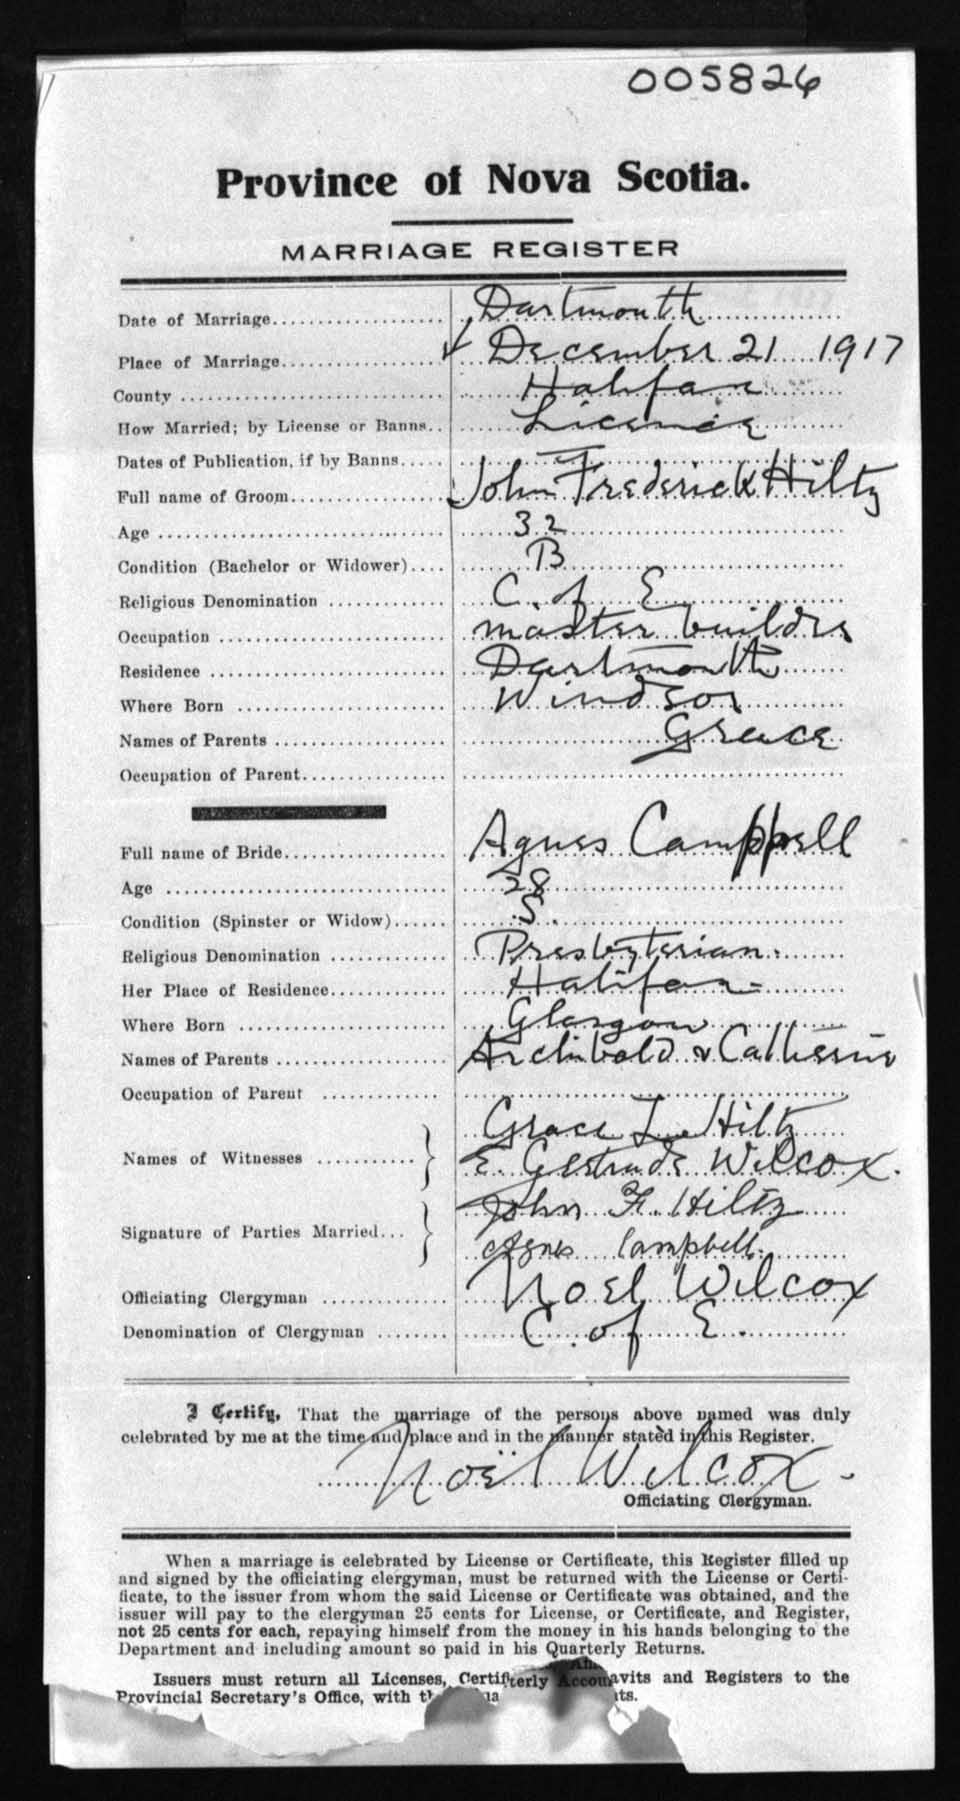 005826
Province of Nova Scotia.
MARRIAGE REGISTER
Date of Marriage Dartmouth
Place of Marriage December 21 1917
County Halifax
How Married; by License or Banns Licence
Dates of Publication, if by Banns
Full name of Groom John Frederick Hiltz
Age 32
Condition (Bachelor or Widower) B
Religious Denomination C. of E
Occupation master builder
Residence Dartmouth
Where Born Windsor
Names of Parents Grace
Occupation of Parent
Full name of Bride Agnes Campbell
Age 28
Condition (Spinster or Widow) S.
Religious Denomination Presbyterian.
Her Place of Residence Halifax
Where Born Glasgow
Names of Parents Archibald & Catherine
Occupation of Parent
Grace L. Hiltz
Names of Witnesses E. Gertrude Wilcox.
John F. Hiltz
Signature of Parties Married Agnes Campbell.
Officiating Clergyman Noel Wilcox
Denomination of Clergyman C. of E.
I Certify, That the marriage of the persons above named was duly
celebrated by me at the time and place and in the manner stated in this Register.
Noël Wilcox.
Officiating Clergyman.
When a marriage is celebrated by License or Certificate, this Register filled up
and signed by the officiating clergyman, must be returned with the License or Certi-
ficate, to the issuer from whom the said License or Certificate was obtained, and the
issuer will pay to the clergyman 25 cents for License, or Certificate, and Register,
not 25 cents for each, repaying himself from the money in his hands belonging to the
Department and including amount so paid in his Quarterly Returns.
Issuers must return all Licenses, Certif terly Accou avits and Registers to the
Provincial Secretary's Office, with th ts.